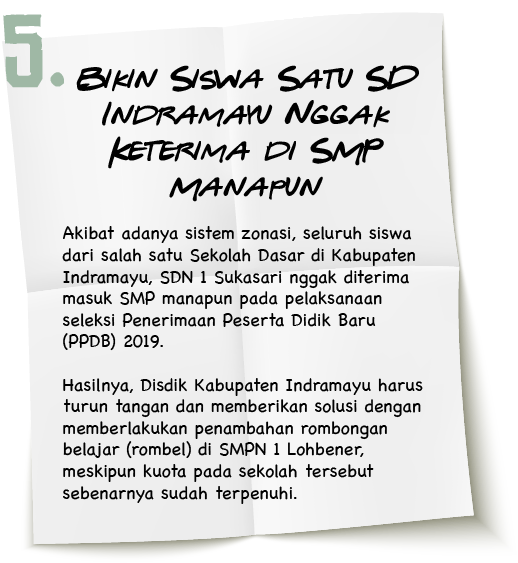 5. Bikin Siswa Satu SD
Indramayu Nggak
Keterima di SMP
manapun
Akibat adanya sistem zonasi, seluruh siswa
dari salah satu Sekolah Dasar di Kabupaten
Indramayu, SDN 1 Sukasari nggak diterima
masuk SMP manapun pada pelaksanaan
seleksi Penerimaan Peserta Didik Baru
(PPDB) 2019.
Hasilnya, Disdik Kabupaten Indramayu harus
turun tangan dan memberikan solusi dengan
memberlakukan penambahan rombongan
belajar (rombel) di SMPN 1 Lohbener,
meskipun kuota pada sekolah tersebut
sebenarnya sudah terpenuhi.